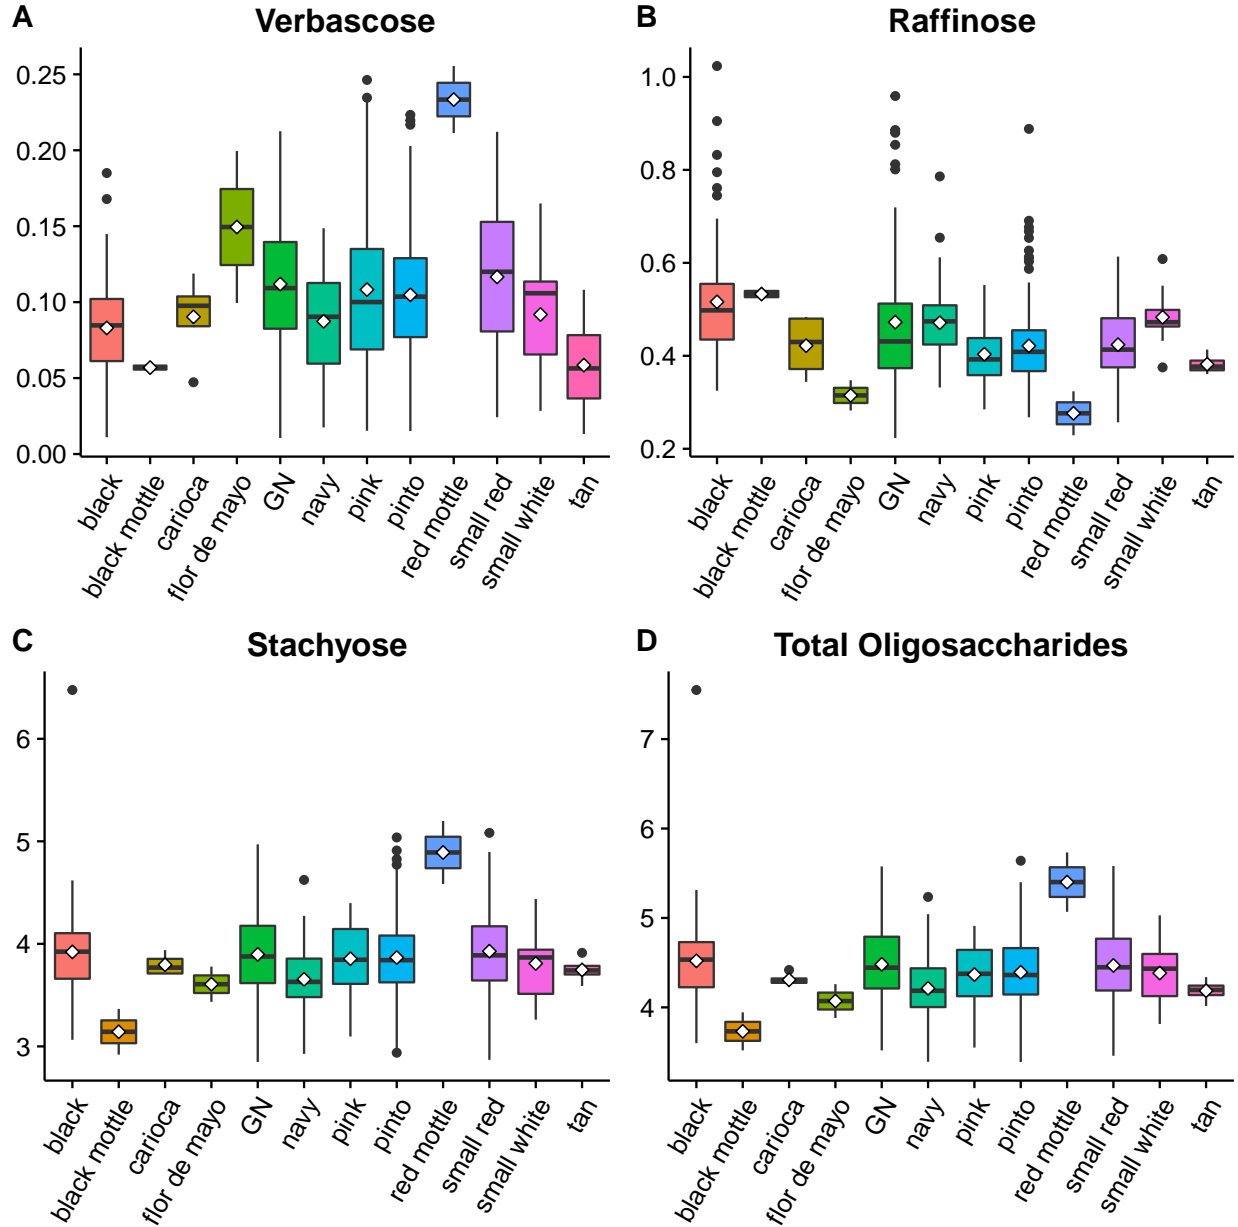 A Verbascose
0.25
0.20
0.15
0.10
0.05
0.00
black
black mottle
carioca
flor de mayo
GN
navy
pink
pinto
red mottle
small red
small white
tan
B Raffinose
1.0
0.8
0.6
0.4
0.2
black
black mottle
carioca
flor de mayo
GN
navy
pink
pinto
red mottle
small red
small white
tan
C Stachyose
6
5
4
3
black
black mottle
carioca
flor de mayo
GN
navy
pink
pinto
red mottle
small red
small white
tan
D Total Oligosaccharides
7
6
5
4
black
black mottle
carioca
flor de mayo
GN
navy
pink
pinto
red mottle
small red
small white
tan